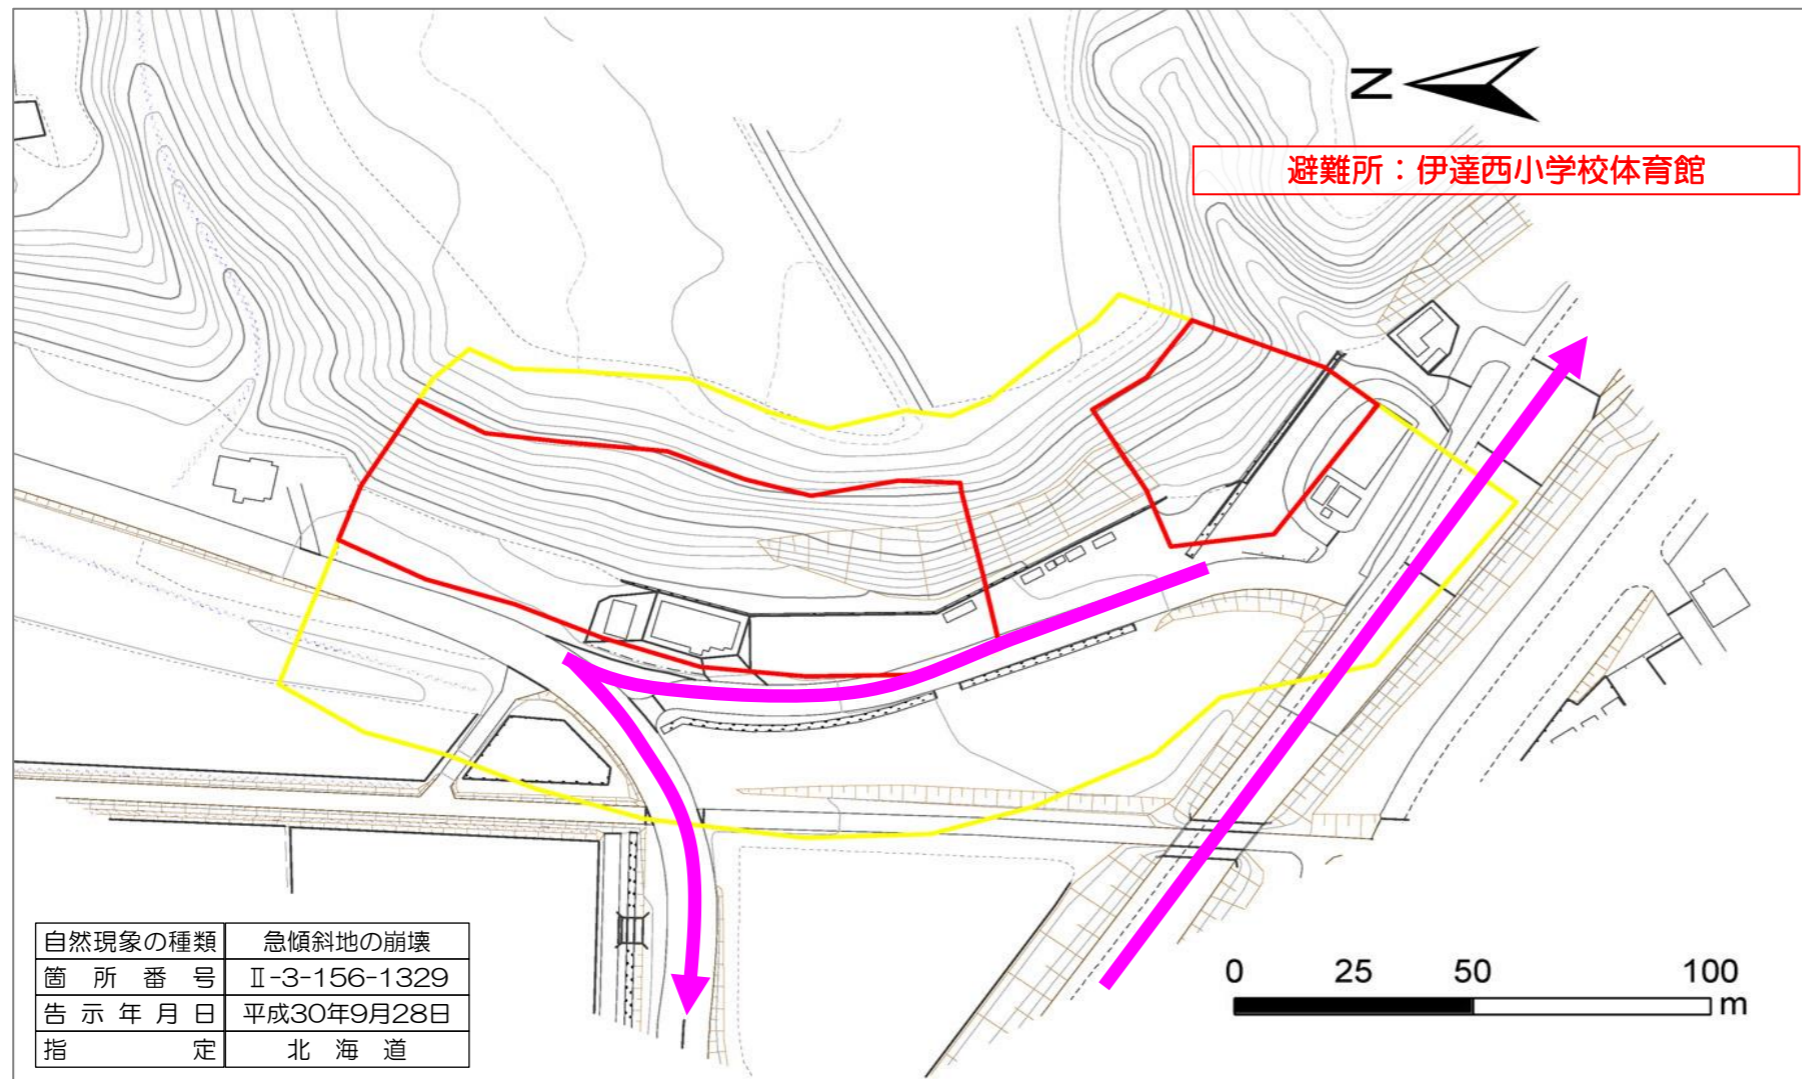 N
避難所：伊達西小学校体育館
自然現象の種類 急傾斜地の崩壊
箇所番号 Ⅱ-3-156-1329
告示年月日 平成30年9月28日
指定 北海道
0 25 50 100
m